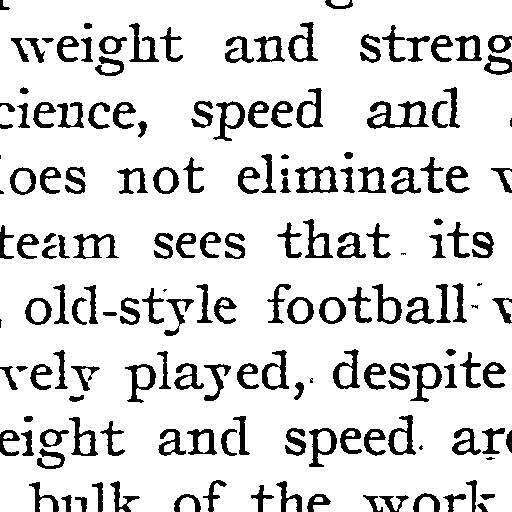 weight and streng
cience, speed and
loes not eliminate
team sees that its
old-style football
vely played, despite
eight and speed are
bulk of the work